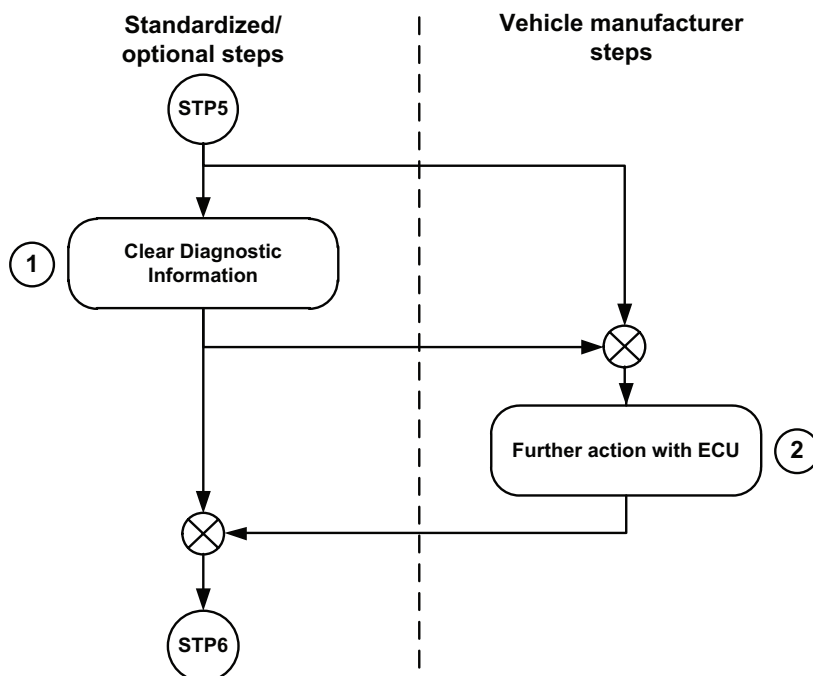 Standardized/
optional steps
Vehicle manufacturer
steps
STP5
1
Clear Diagnostic
Information
Further action with ECU
2
STP6